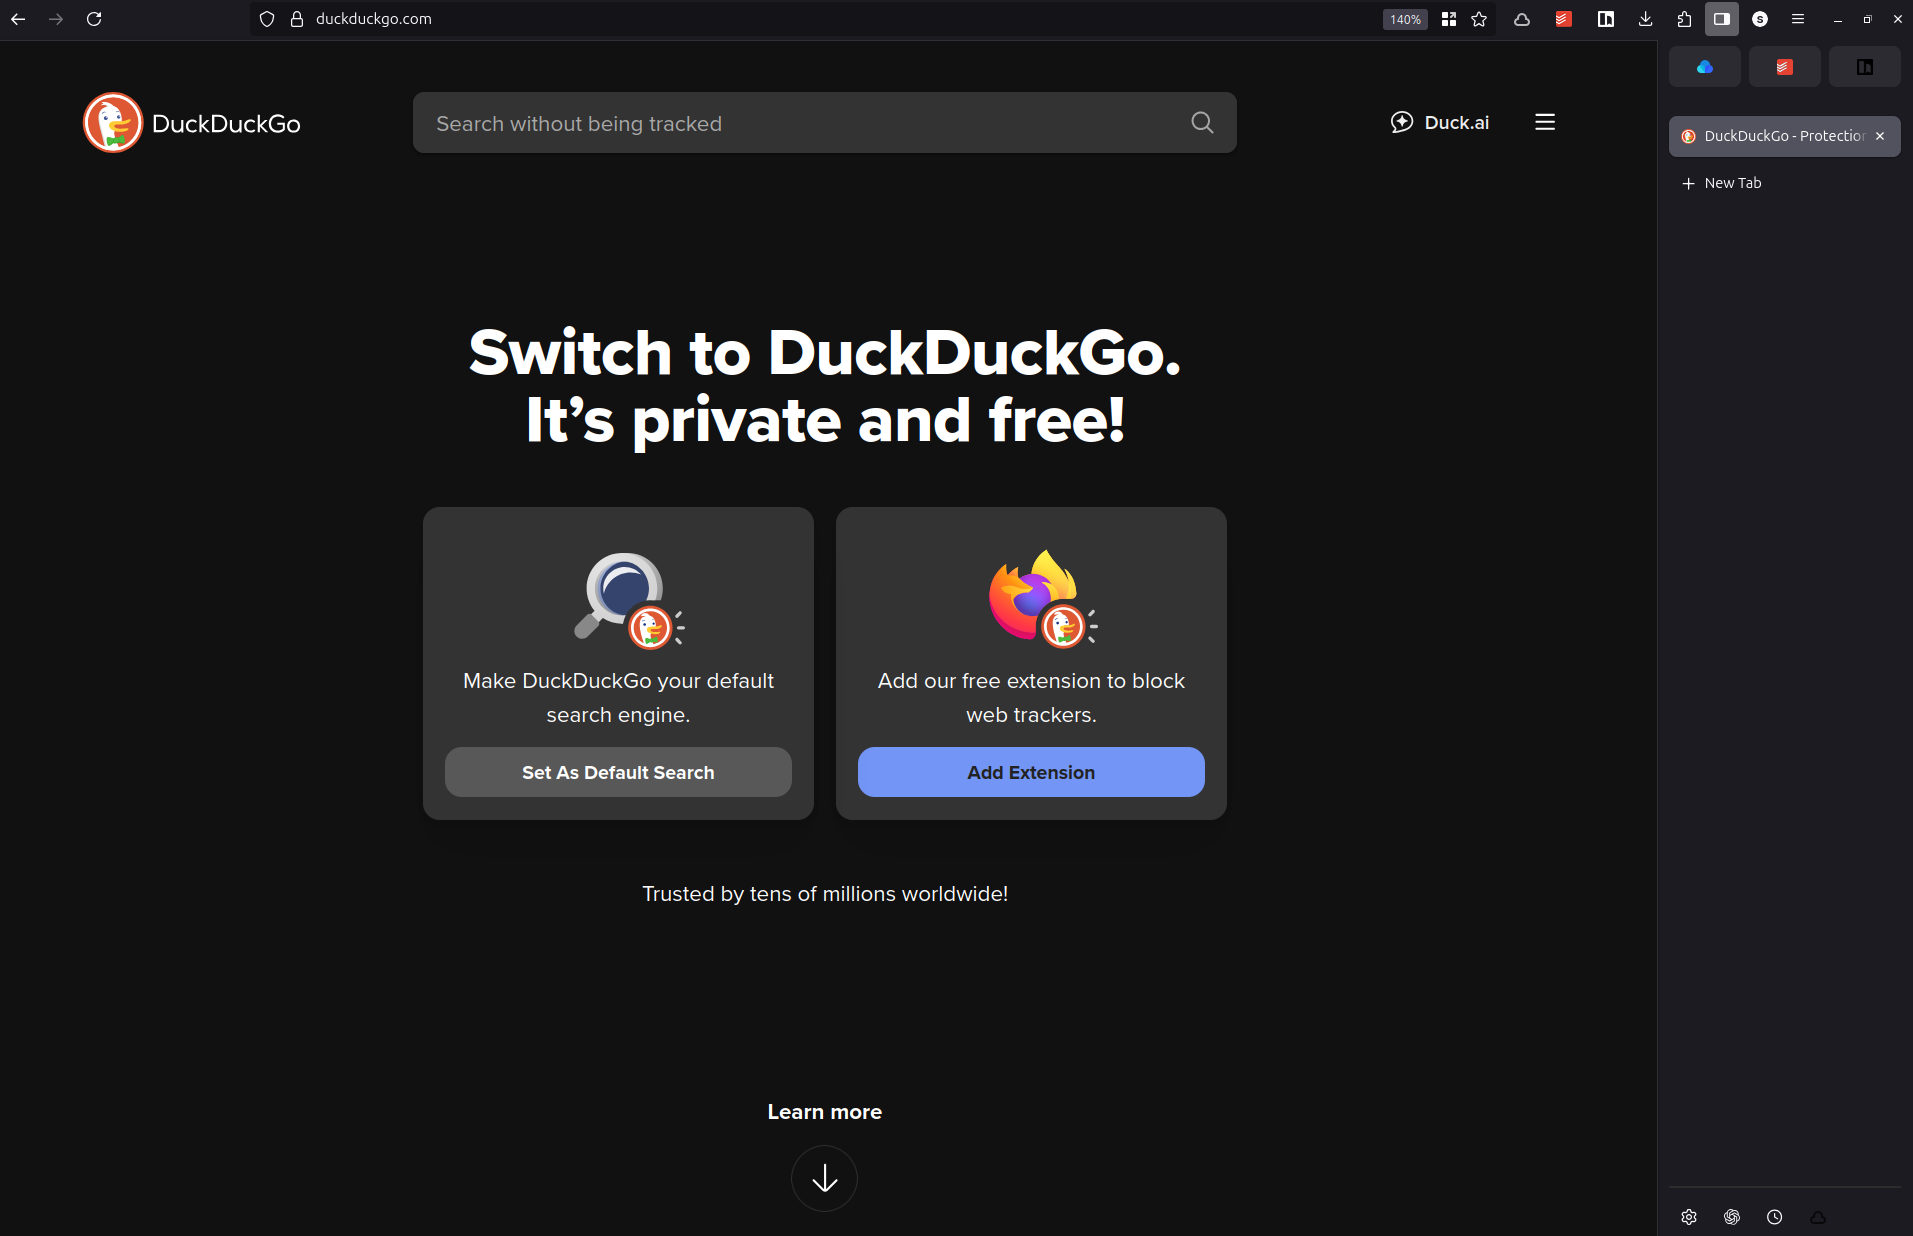 duckduckgo.com
140%
S
DuckDuckGo
Search without being tracked
Duck.ai
DuckDuckGo - Protection
New Tab
Switch to DuckDuckGo.
It’s private and free!
Make DuckDuckGo your default
search engine.
Set As Default Search
Add our free extension to block
web trackers.
Add Extension
Trusted by tens of millions worldwide!
Learn more